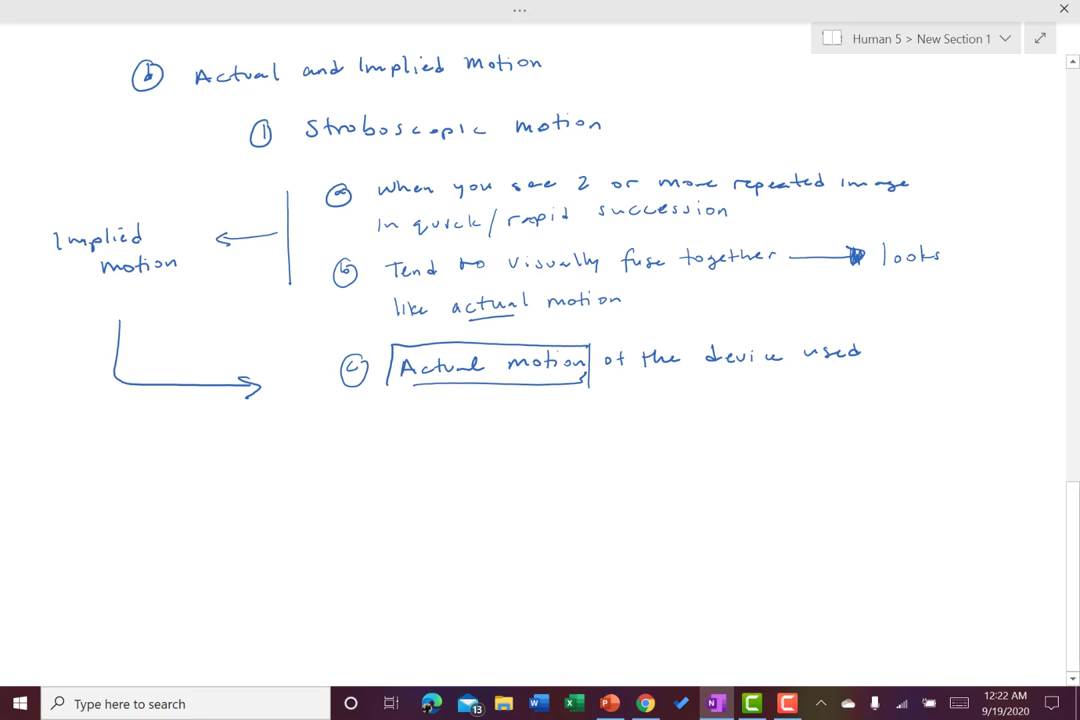 ...
Human 5 > New Section 1
Actual and Implied motion
① Stroboscopic motion
ⓐ when you see 2 or more repeated image
in quick/rapid succession
Implied
motion
ⓑ Tend to visually fuse together → looks
like actual motion
ⓒ Actual motion of the device used
Type here to search
13
12:22 AM
9/19/2020